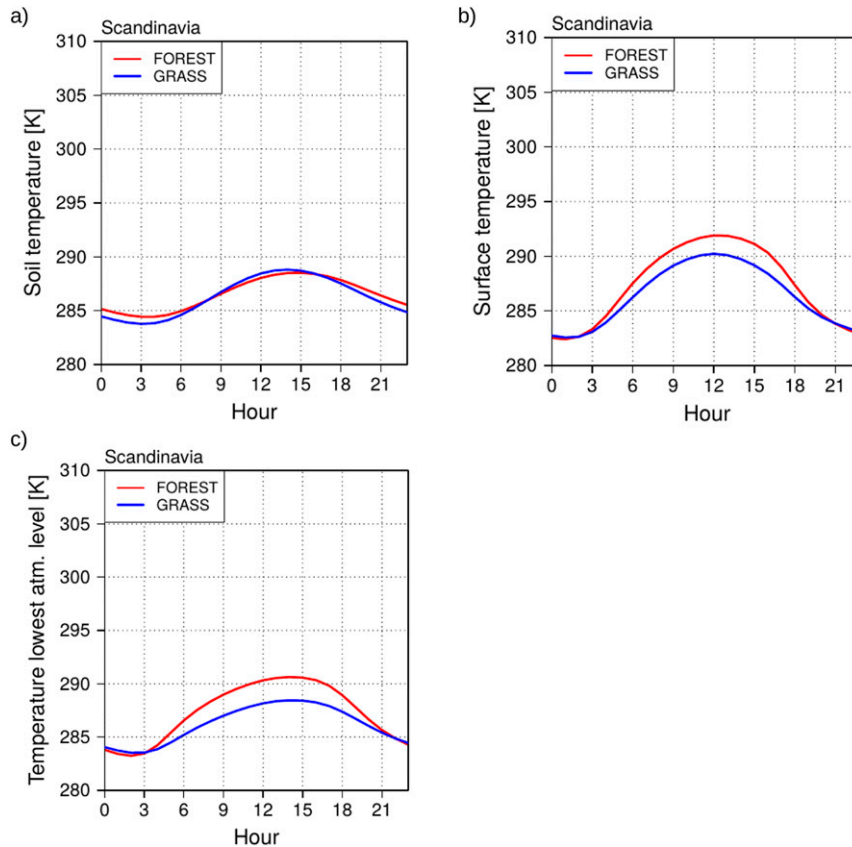 a)
Scandinavia
310
305
300
295
290
285
280
Soil temperature [K]
FOREST
GRASS
0 3 6 9 12 15 18 21
Hour
b)
Scandinavia
310
305
300
295
290
285
280
Surface temperature [K]
FOREST
GRASS
0 3 6 9 12 15 18 21
Hour
c)
Scandinavia
310
305
300
295
290
285
280
Temperature lowest atm. level [K]
FOREST
GRASS
0 3 6 9 12 15 18 21
Hour